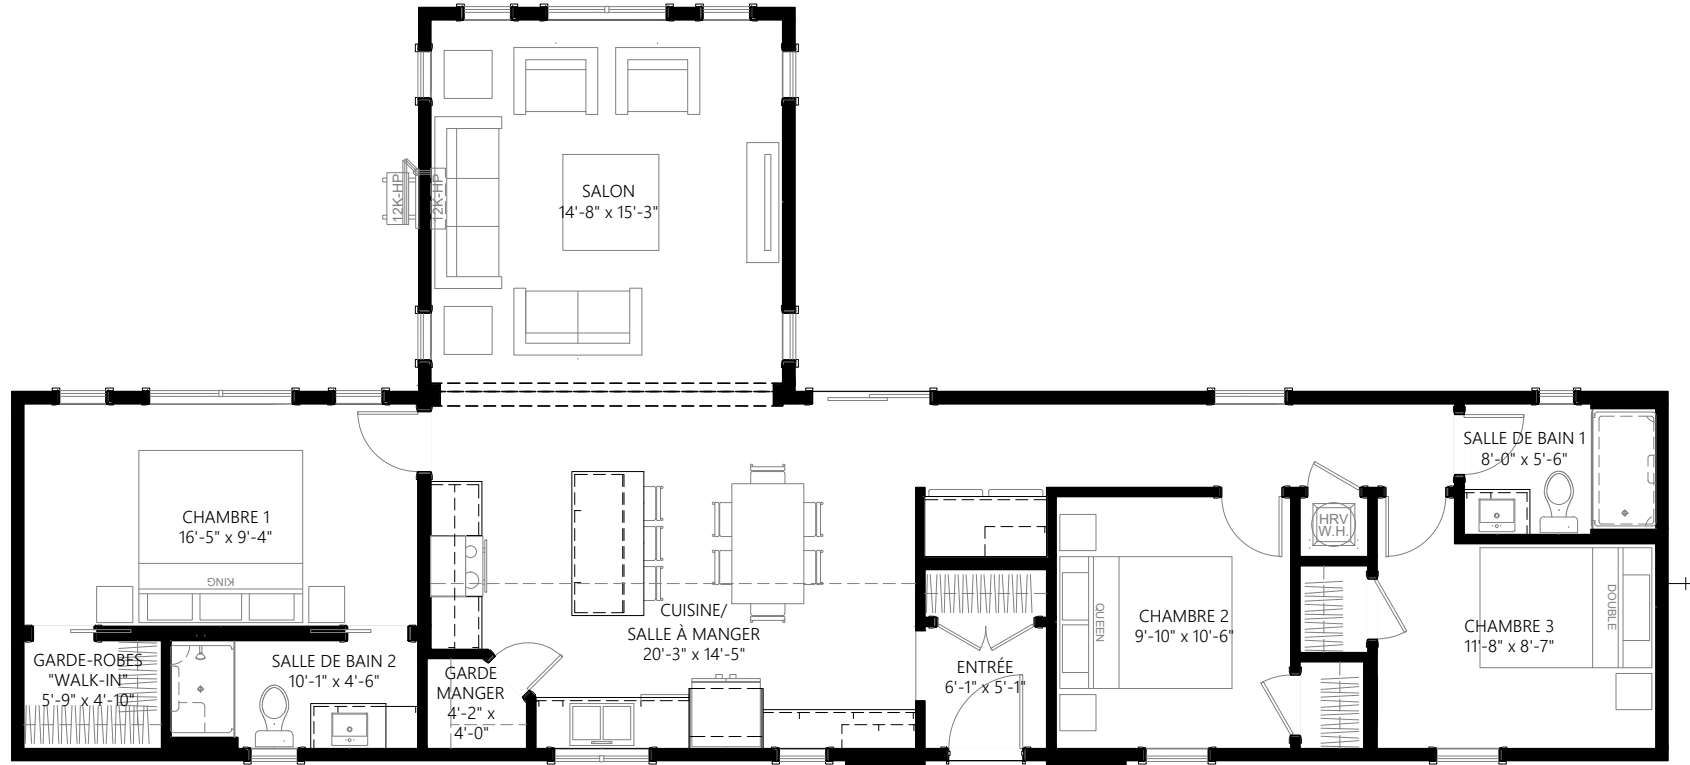 12K-HP
12K-HP
SALON
14'-8" x 15'-3"
CHAMBRE 1
16'-5" x 9'-4"
KING
GARDE-ROBES
"WALK-IN"
5'-9" x 4'-10"
SALLE DE BAIN 2
10'-1" x 4'-6"
GARDE
MANGER
4'-2" x
4'-0"
CUISINE/
SALLE À MANGER
20'-3" x 14'-5"
ENTRÉE
6'-1" x 5'-1"
QUEEN
CHAMBRE 2
9'-10" x 10'-6"
HRV
W.H.
SALLE DE BAIN 1
8'-0" x 5'-6"
CHAMBRE 3
11'-8" x 8'-7"
DOUBLE